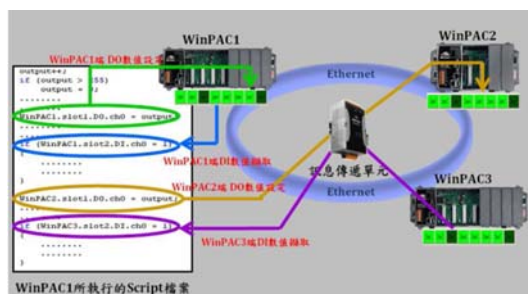 WinPAC1
WinPAC2
output++;
if (output > 255)
output = 0;
WinPAC1端 DO數值設定
Ethernet
........
WinPAC1.slot1.DO.ch0 = output;
........
if (WinPAC1.slot2.DI.ch0 = 1)
{
........
........
}
WinPAC1端DI數值擷取
訊息傳遞單元
WinPAC2端 DO數值設定
Ethernet
WinPAC3
WinPAC2.slot1.DO.ch0 = output;
........
if (WinPAC3.slot2.DI.ch0 = 1)
{
........
........
}
WinPAC3端DI數值擷取
WinPAC1所執行的Script檔案